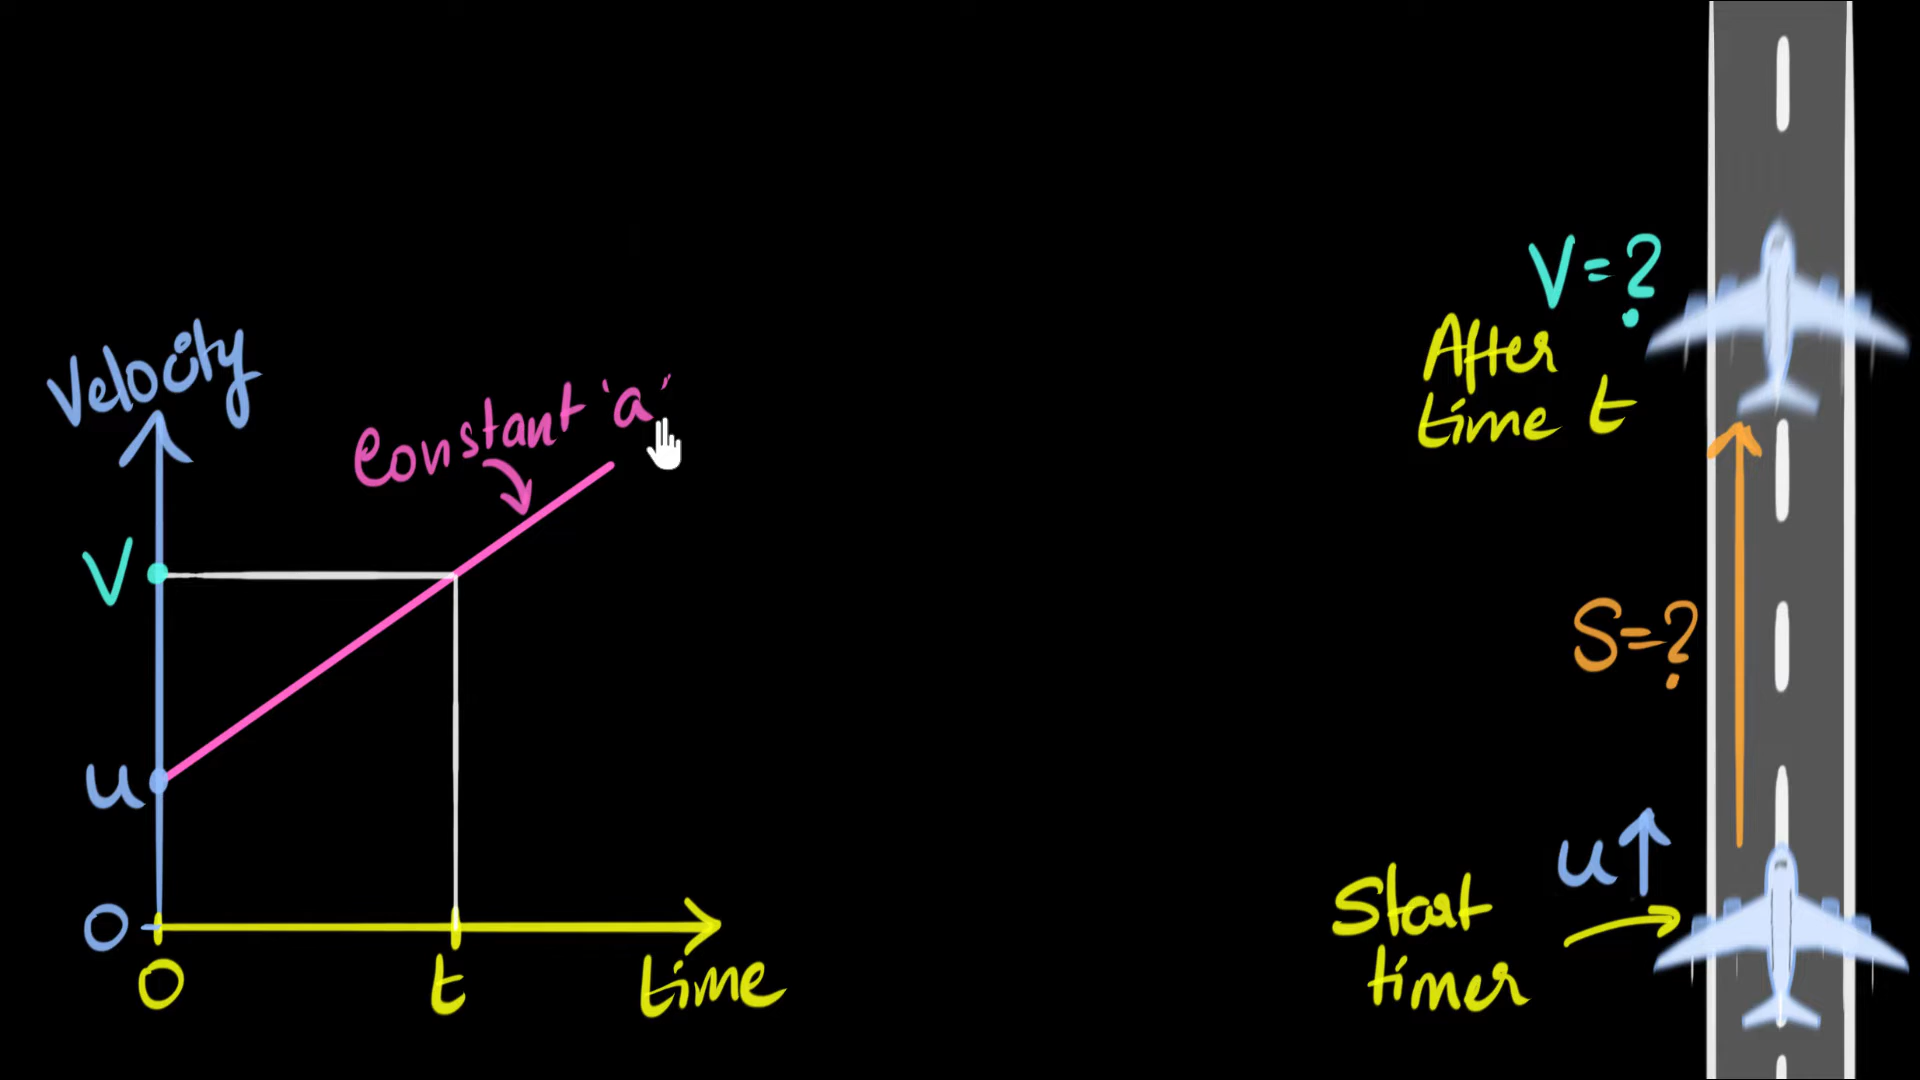 Velocity
Constant 'a'
V
u
0
0
t
time
V=?
After
time t
S=?
u
Start
timer